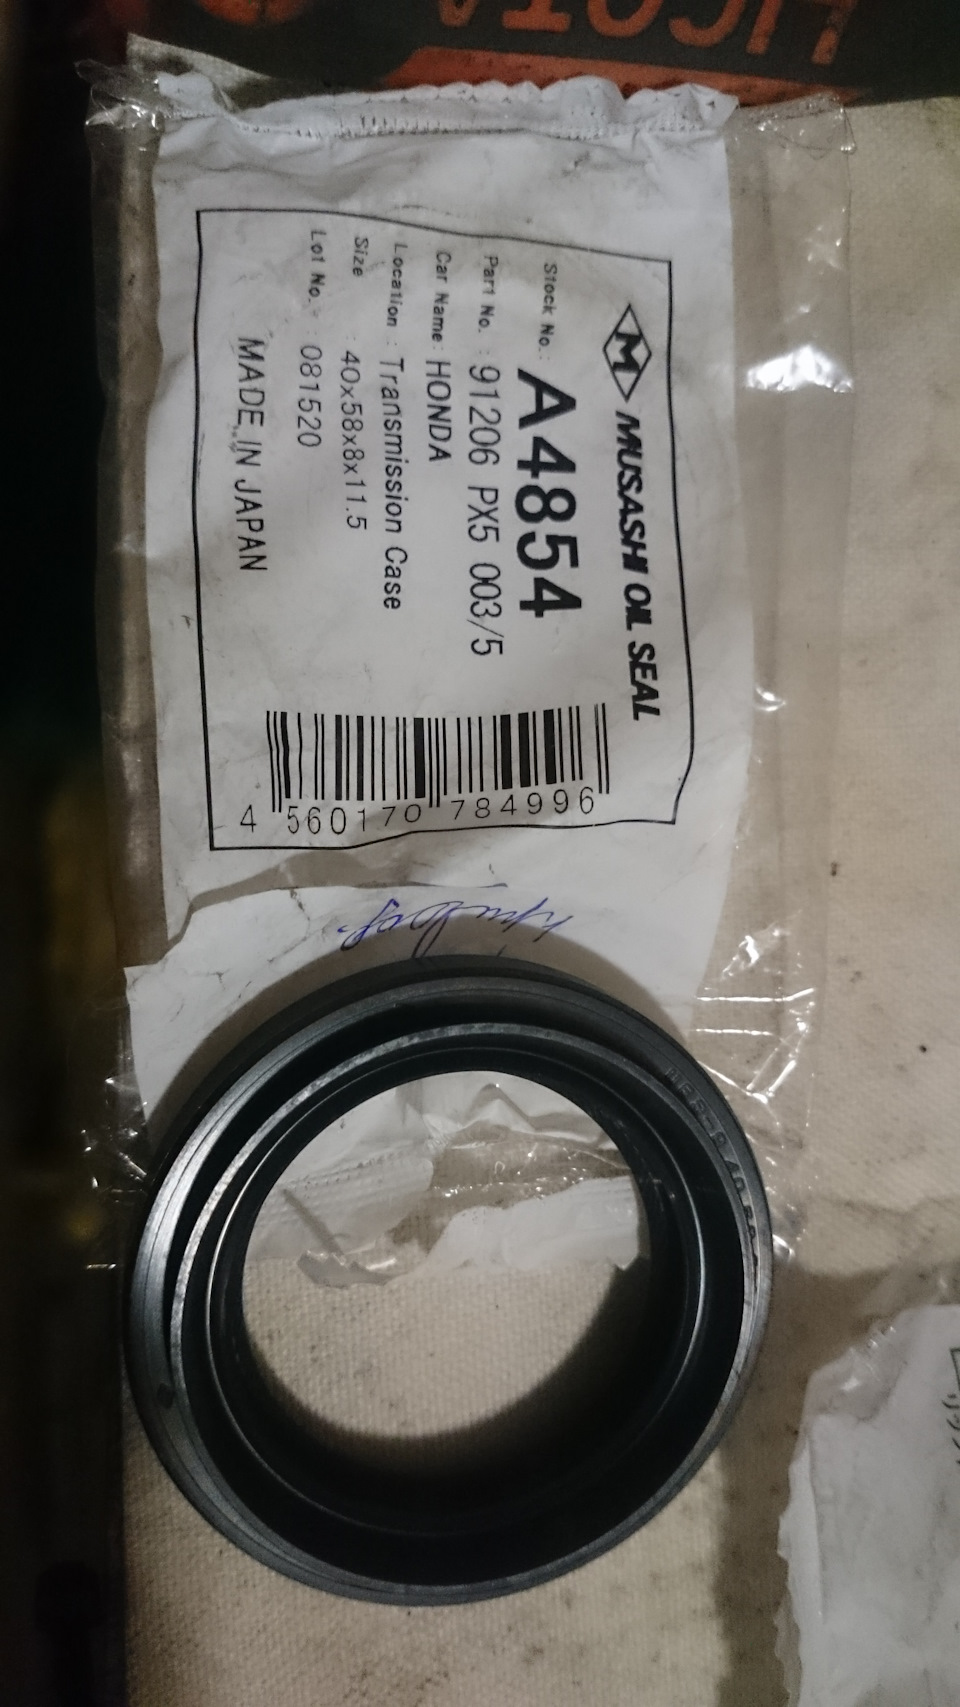 MUSASHI OIL SEAL
Stock No.: A4854
Part No. : 91206 PX5 003/5
Car Name: HONDA
Location : Transmission Case
Size : 40x58x8x11.5
Lot No. : 081520
MADE IN JAPAN
4 560170 784996